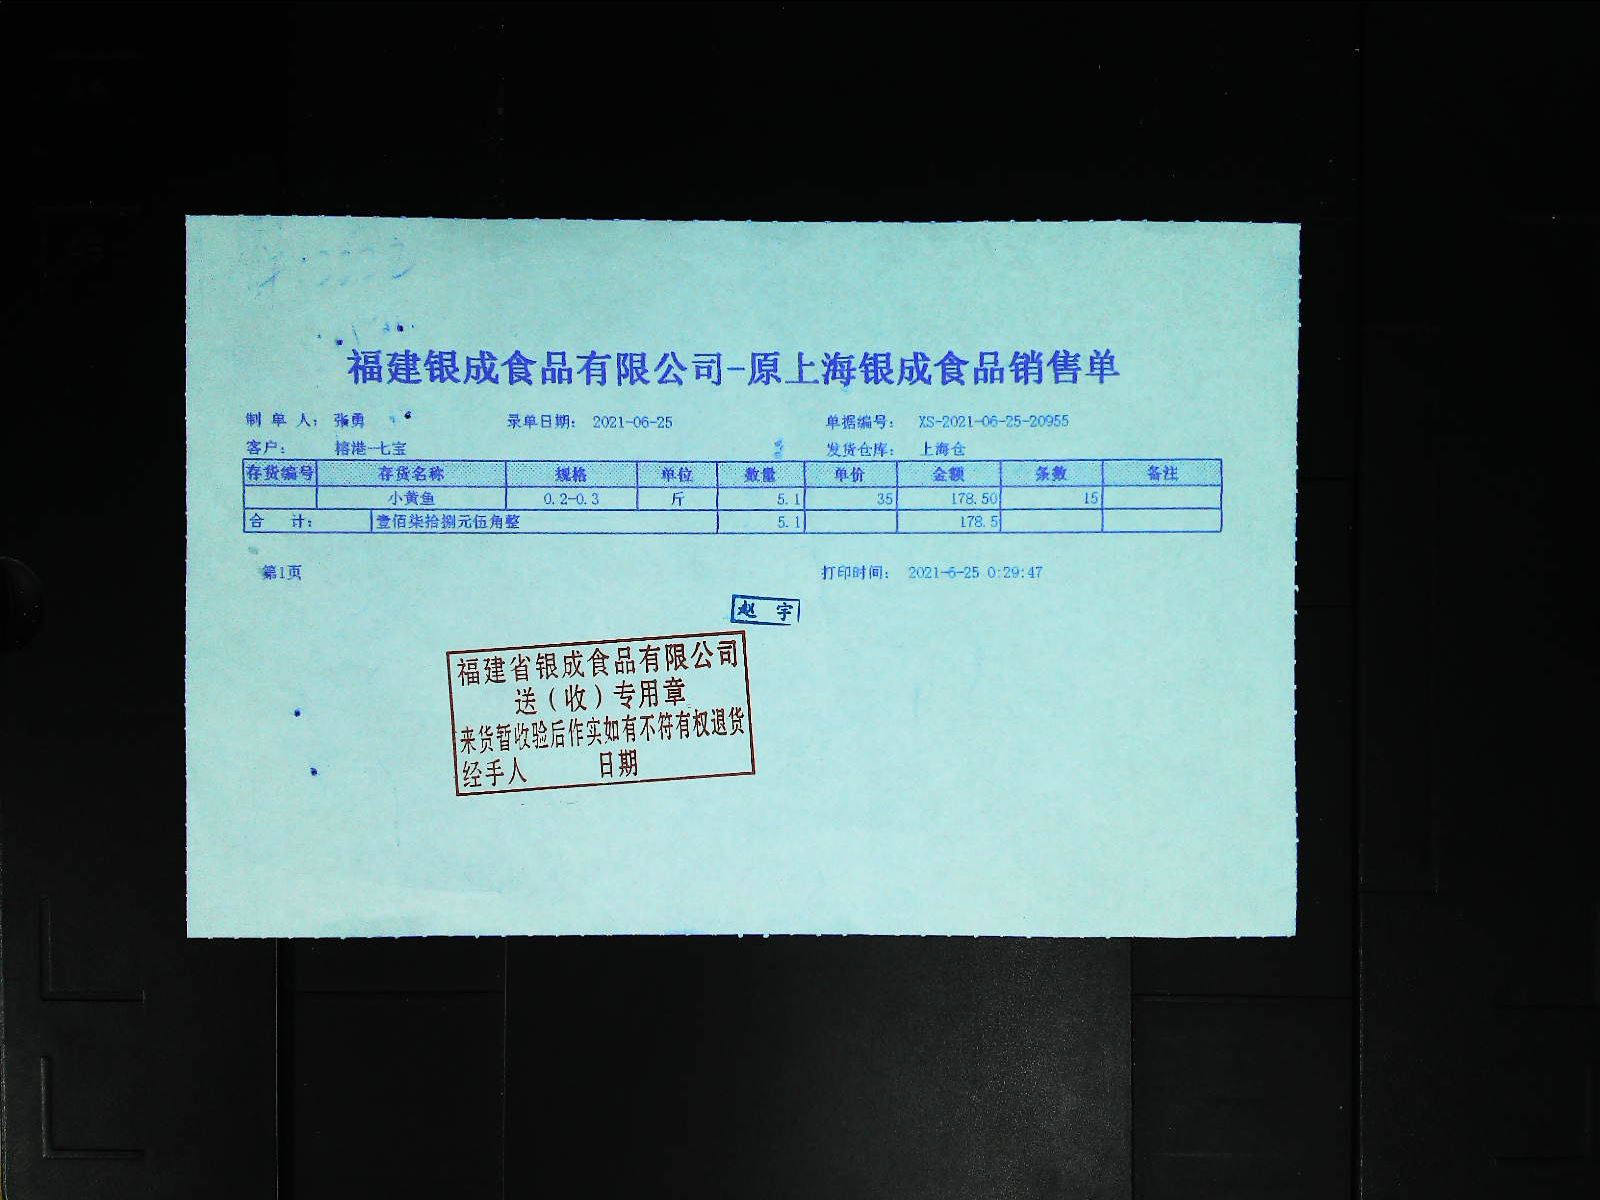 福建银成食品有限公司-原上海银成食品销售单
制 单 人： 张勇 录单日期： 2021-06-25 单据编号： XS-2021-06-25-20955
客户： 榕港一七宝 发货仓库： 上海仓
存货编号 存货名称 规格 单位 数量 单价 金额 条数 备注
小黄鱼 0.2-0.3 斤 5.1 35 178.50 15
合 计： 壹佰柒拾捌元伍角整 5.1 178.5
第1页 打印时间： 2021-6-25 0:29:47
赵 宇
福建省银成食品有限公司
送（收）专用章
来货暂收验后作实如有不符有权退货
经手人 日期